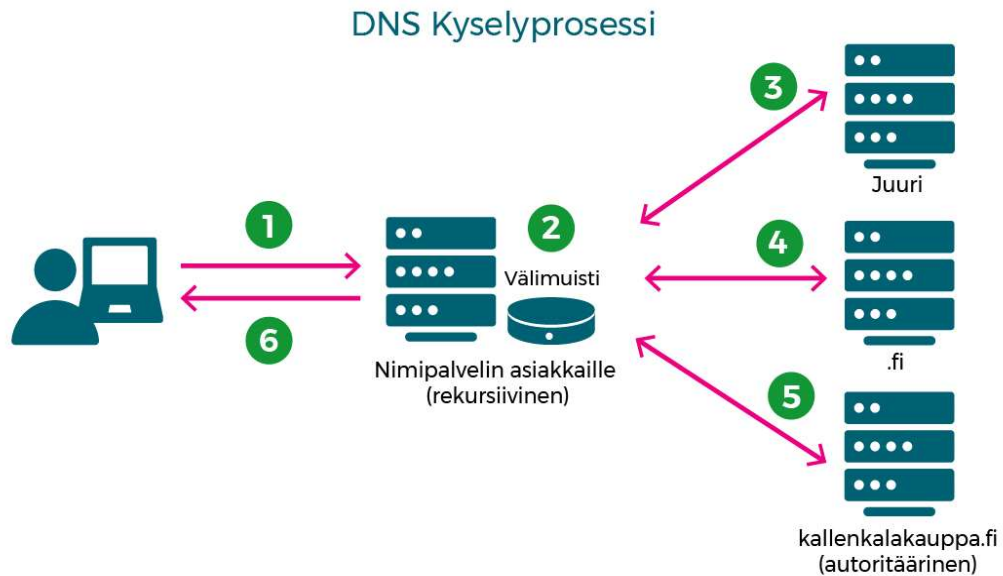 DNS Kyselyprosessi
3
Juuri
1
2
Välimuisti
4
.fi
6
Nimipalvelin asiakkaille
(rekursiivinen)
5
kallenkalakauppa.fi
(autoritäärinen)